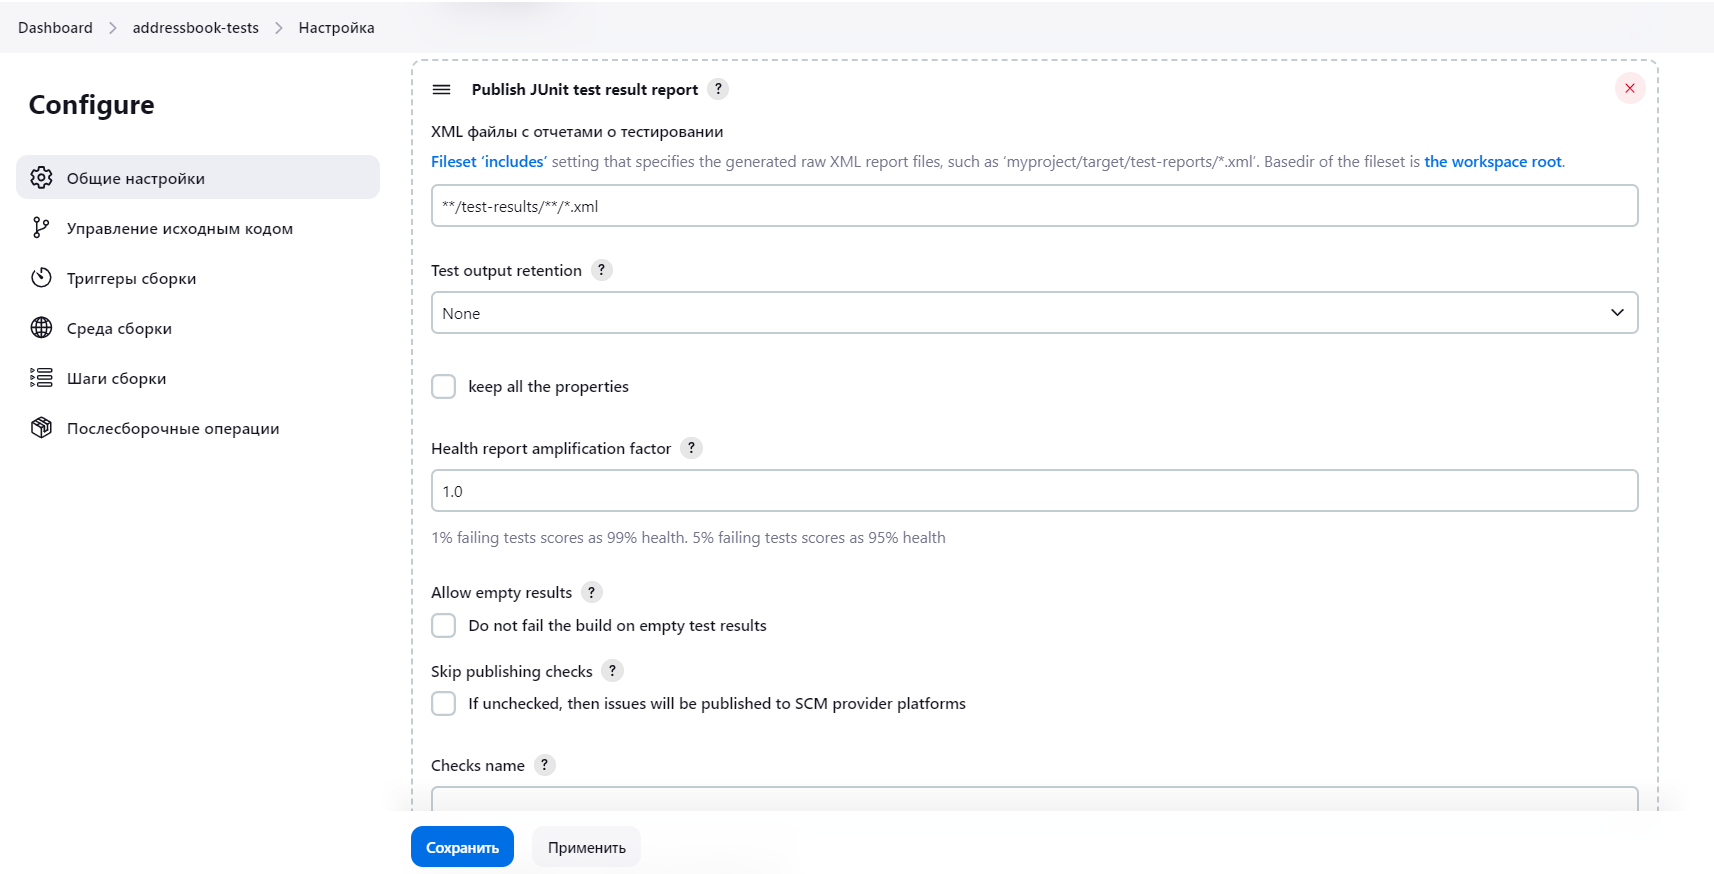 Dashboard > addressbook-tests > Настройка
Configure
Общие настройки
Управление исходным кодом
Триггеры сборки
Среда сборки
Шаги сборки
Послесборочные операции
Publish JUnit test result report ?
XML файлы с отчетами о тестировании
Fileset ‘includes’ setting that specifies the generated raw XML report files, such as ‘myproject/target/test-reports/*.xml’. Basedir of the fileset is the workspace root.
**/test-results/**/*.xml
Test output retention ?
None
keep all the properties
Health report amplification factor ?
1.0
1% failing tests scores as 99% health. 5% failing tests scores as 95% health
Allow empty results ?
Do not fail the build on empty test results
Skip publishing checks ?
If unchecked, then issues will be published to SCM provider platforms
Checks name ?
Сохранить
Применить